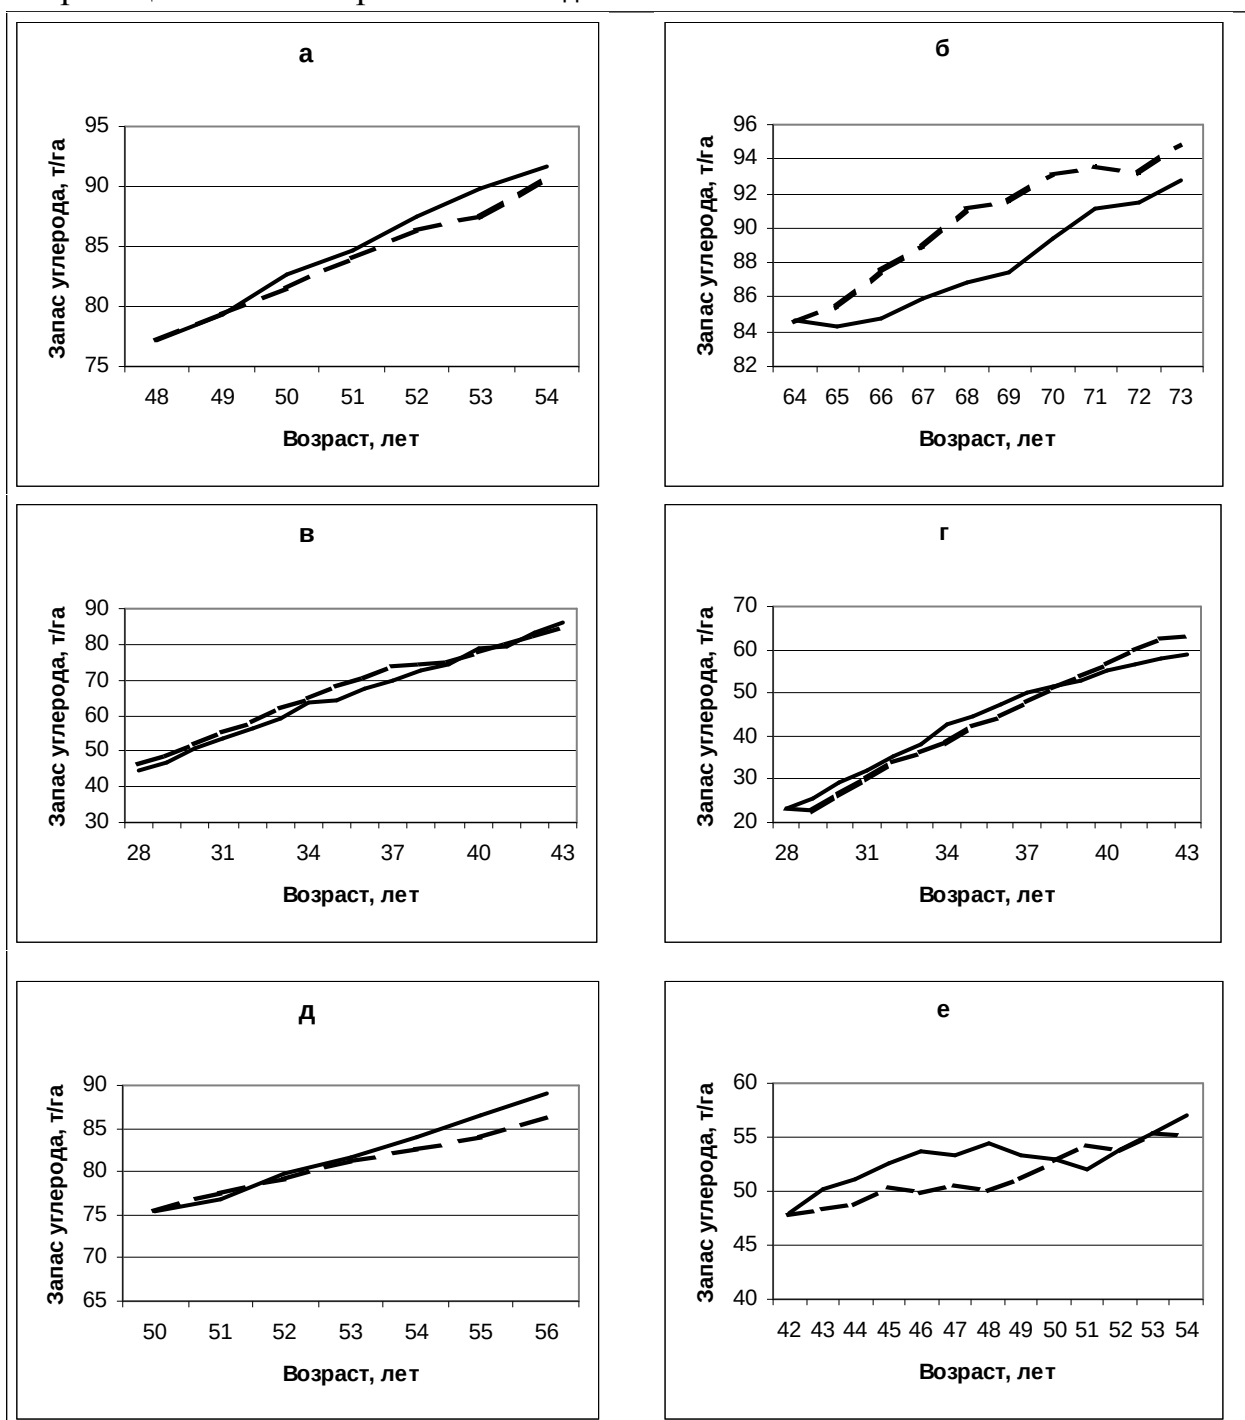 а
Запас углерода, т/га
95
90
85
80
75
48 49 50 51 52 53 54
Возраст, лет
б
Запас углерода, т/га
96
94
92
90
88
86
84
82
64 65 66 67 68 69 70 71 72 73
Возраст, лет
в
Запас углерода, т/га
90
80
70
60
50
40
30
28 31 34 37 40 43
Возраст, лет
г
Запас углерода, т/га
70
60
50
40
30
20
28 31 34 37 40 43
Возраст, лет
д
Запас углерода, т/га
90
85
80
75
70
65
50 51 52 53 54 55 56
Возраст, лет
е
Запас углерода, т/га
60
55
50
45
40
42 43 44 45 46 47 48 49 50 51 52 53 54
Возраст, лет